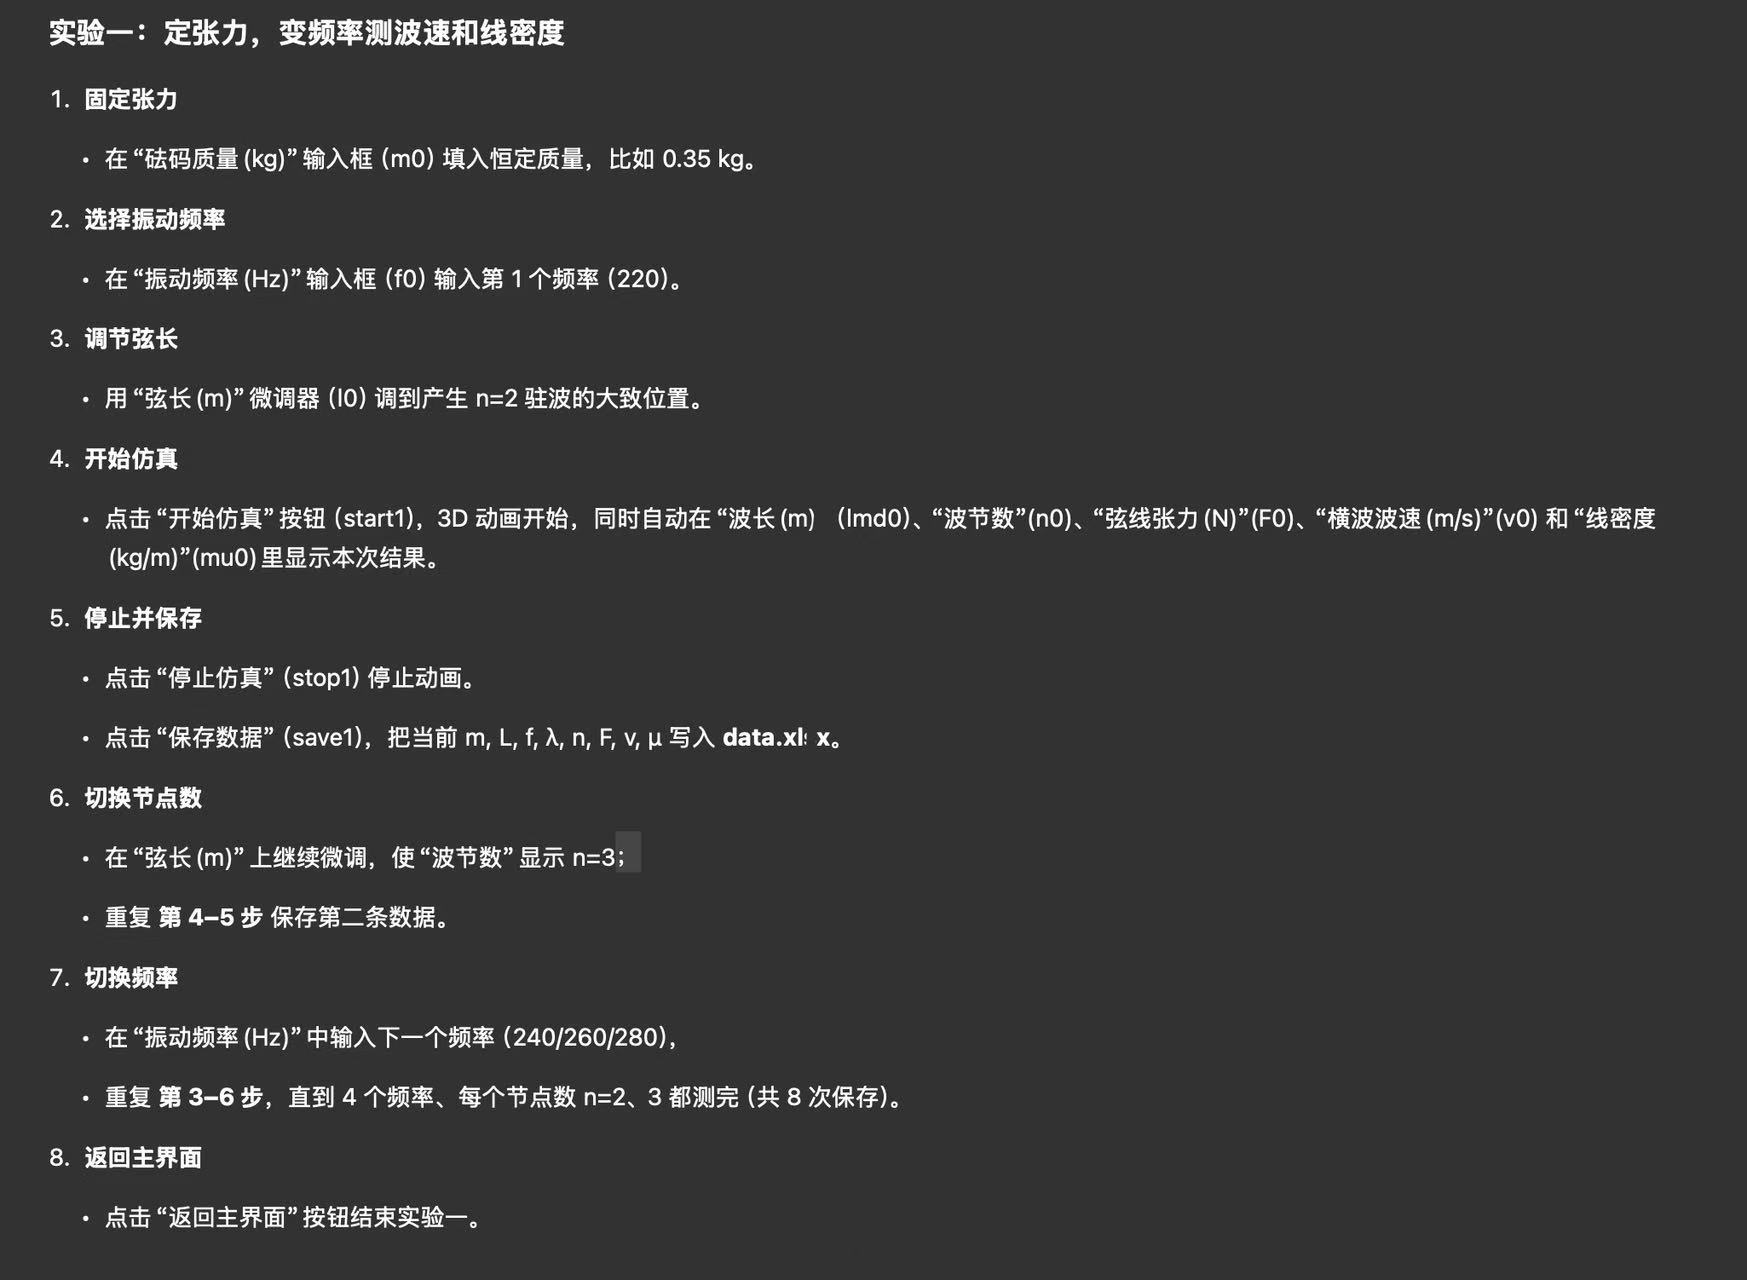 实验一：定张力，变频率测波速和线密度
1. 固定张力
• 在“砝码质量(kg)”输入框（m0）填入恒定质量，比如 0.35 kg。
2. 选择振动频率
• 在“振动频率(Hz)”输入框（f0）输入第 1 个频率（220）。
3. 调节弦长
• 用“弦长(m)”微调器（l0）调到产生 n=2 驻波的大致位置。
4. 开始仿真
• 点击“开始仿真”按钮（start1），3D 动画开始，同时自动在“波长(m) （lmd0）、“波节数”(n0)、“弦线张力(N)”(F0)、“横波波速(m/s)”(v0) 和“线密度
(kg/m)”(mu0)里显示本次结果。
5. 停止并保存
• 点击“停止仿真”（stop1）停止动画。
• 点击“保存数据”（save1），把当前 m, L, f, λ, n, F, v, μ 写入 data.xlsx。
6. 切换节点数
• 在“弦长(m)”上继续微调，使“波节数”显示 n=3；
• 重复 第 4–5 步 保存第二条数据。
7. 切换频率
• 在“振动频率(Hz)”中输入下一个频率（240/260/280），
• 重复 第 3–6 步，直到 4 个频率、每个节点数 n=2、3 都测完（共 8 次保存）。
8. 返回主界面
• 点击“返回主界面”按钮结束实验一。